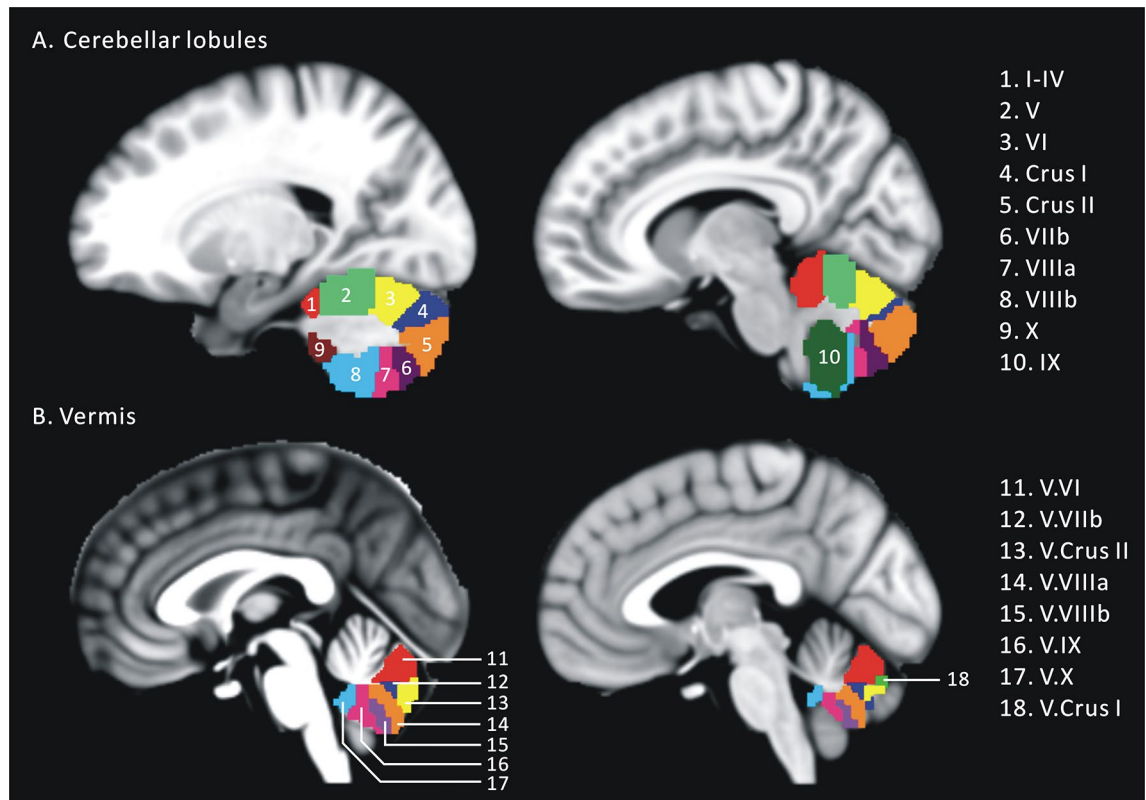 A. Cerebellar lobules
1. I-IV
2. V
3. VI
4. Crus I
5. Crus II
6. VIIb
7. VIIIa
8. VIIIb
9. X
10. IX
1
2
3
4
5
6
7
8
9
10
B. Vermis
11. V.VI
12. V.VIIb
13. V.Crus II
14. V.VIIIa
15. V.VIIIb
16. V.IX
17. V.X
18. V.Crus I
11
12
13
14
15
16
17
18